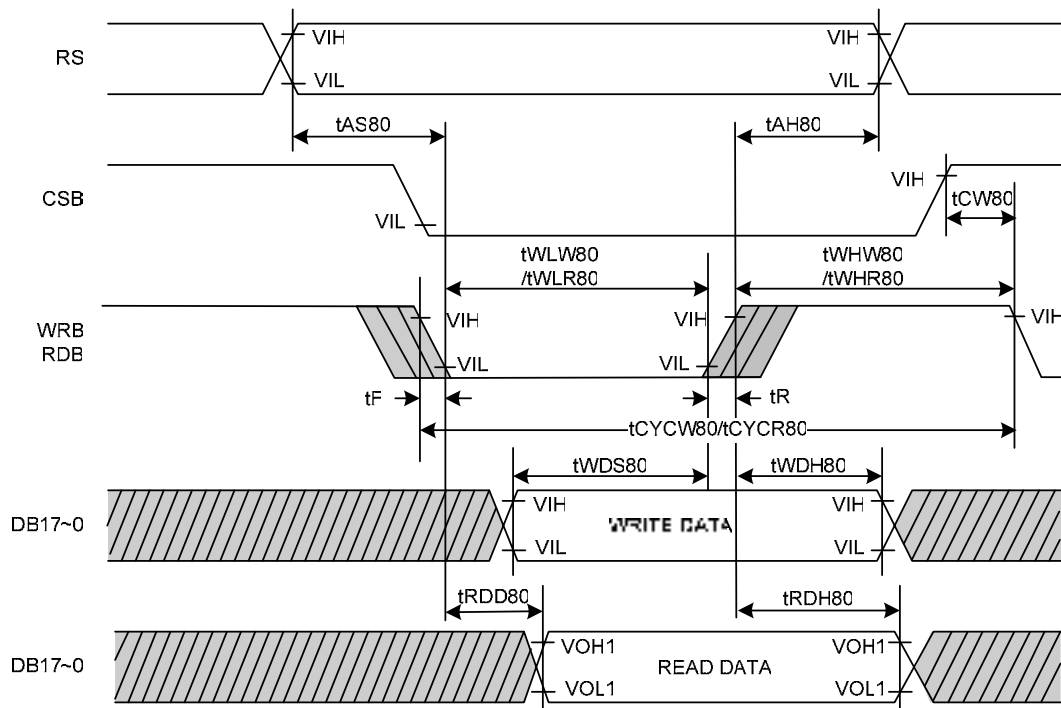 RS
VIH
VIH
VIL
VIL
tAS80
tAH80
CSB
VIH
VIL
tCW80
tWLW80
/tWLR80
tWHW80
/tWHR80
WRB
RDB
VIH
VIH
VIH
VIL
VIL
tF
tR
tCYCW80/tCYCR80
tWDS80
tWDH80
DB17~0
VIH
WRITE DATA
VIH
VIL
VIL
tRDD80
tRDH80
DB17~0
VOH1
READ DATA
VOH1
VOL1
VOL1